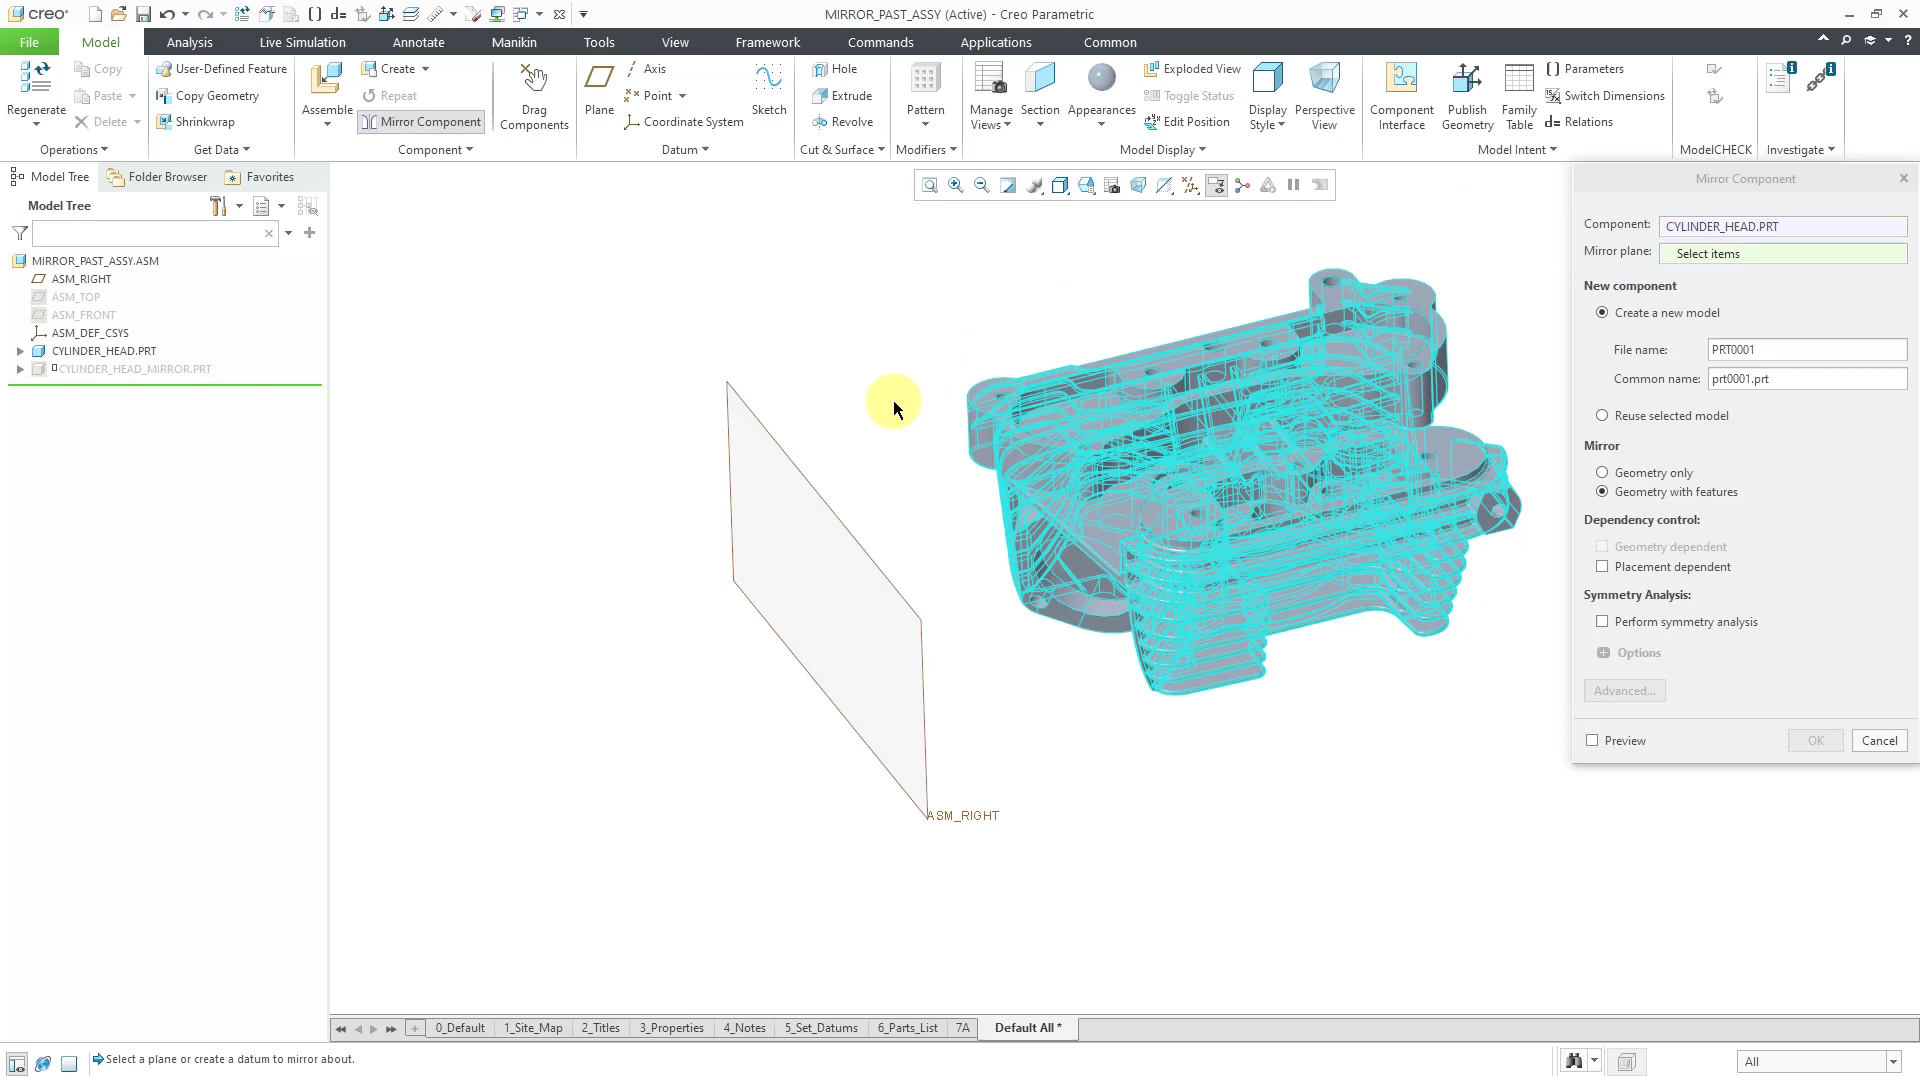 creo
MIRROR_PAST_ASSY (Active) - Creo Parametric
File
Model
Analysis
Live Simulation
Annotate
Manikin
Tools
View
Framework
Commands
Applications
Common
Regenerate
Copy
Paste
Delete
Operations
User-Defined Feature
Copy Geometry
Shrinkwrap
Get Data
Assemble
Create
Repeat
Mirror Component
Component
Drag
Components
Plane
Axis
Point
Coordinate System
Sketch
Datum
Hole
Extrude
Revolve
Cut & Surface
Pattern
Modifiers
Manage
Views
Section
Appearances
Exploded View
Toggle Status
Edit Position
Display
Style
Perspective
View
Model Display
Component
Interface
Publish
Geometry
Family
Table
Parameters
Switch Dimensions
d= Relations
Model Intent
ModelCHECK
Investigate
Model Tree
Folder Browser
Favorites
Model Tree
MIRROR_PAST_ASSY.ASM
ASM_RIGHT
ASM_TOP
ASM_FRONT
ASM_DEF_CSYS
CYLINDER_HEAD.PRT
CYLINDER_HEAD_MIRROR.PRT
ASM_RIGHT
Mirror Component
Component: CYLINDER_HEAD.PRT
Mirror plane: Select items
New component
Create a new model
File name: PRT0001
Common name: prt0001.prt
Reuse selected model
Mirror
Geometry only
Geometry with features
Dependency control:
Geometry dependent
Placement dependent
Symmetry Analysis:
Perform symmetry analysis
Options
Advanced...
Preview
OK
Cancel
0_Default
1_Site_Map
2_Titles
3_Properties
4_Notes
5_Set_Datums
6_Parts_List
7A
Default All *
Select a plane or create a datum to mirror about.
All